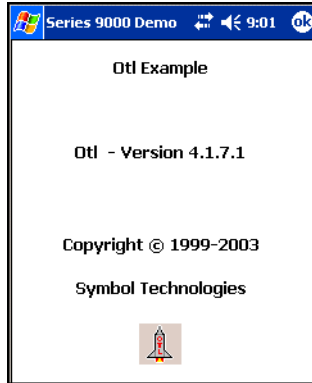 Series 9000 Demo 9:01 ok
Otl Example
Otl - Version 4.1.7.1
Copyright © 1999-2003
Symbol Technologies
OTL